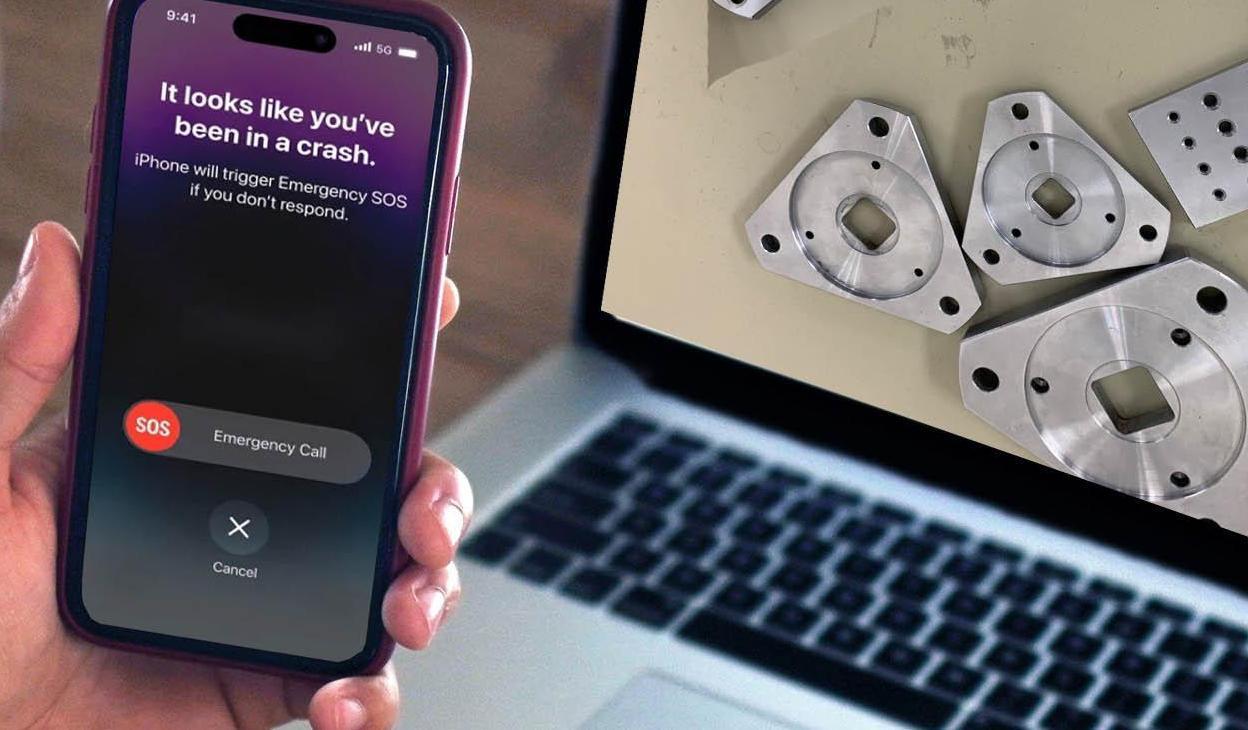 9:41
5G
It looks like you've
been in a crash.
iPhone will trigger Emergency SOS
if you don't respond.
SOS Emergency Call
Cancel